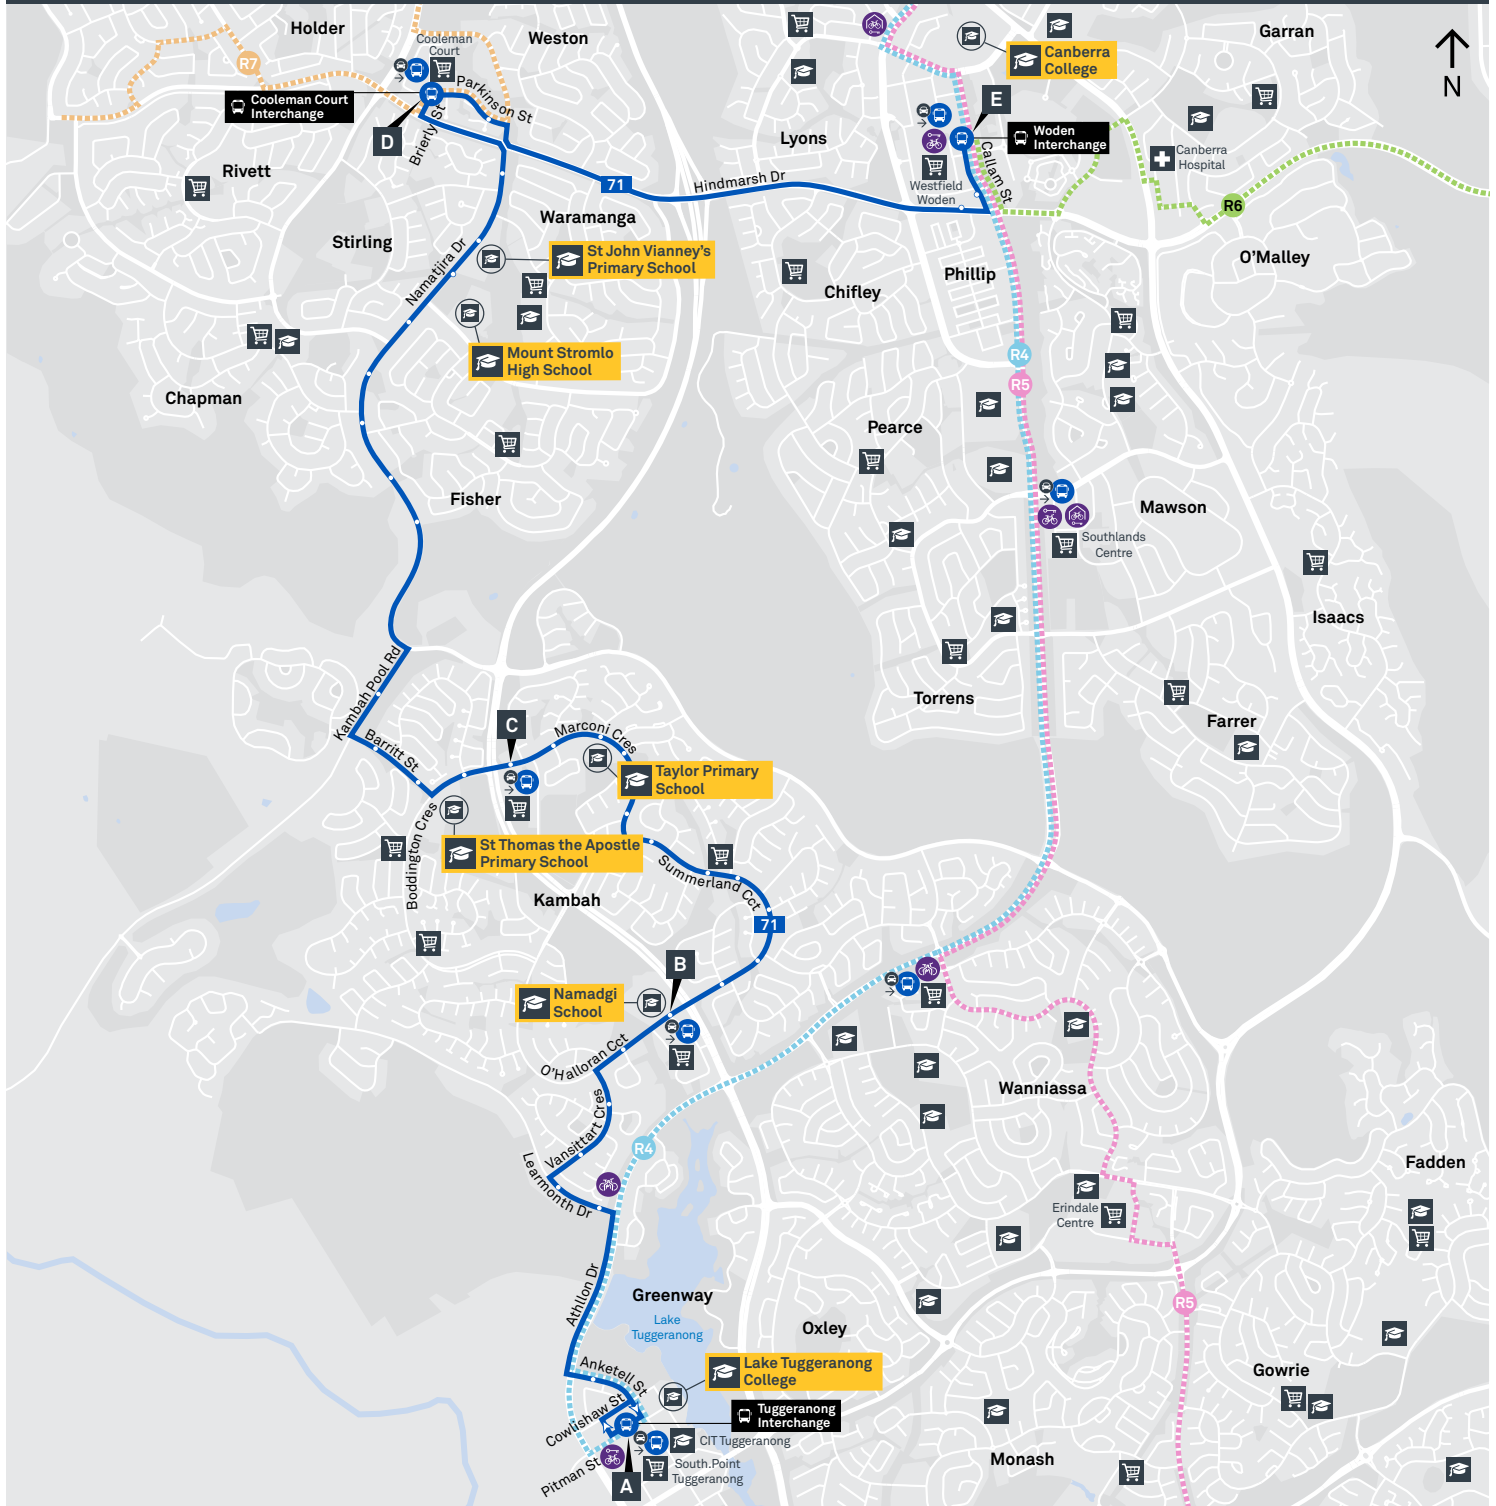 Holder
Weston
Garran
Cooleman
Court
Canberra
College
N
R7
Parkinson St
Cooleman Court
Interchange
D
Brierly St
E
Woden
Interchange
Lyons
Callam St
Canberra
Hospital
Rivett
71
Hindmarsh Dr
Westfield
Woden
R6
Waramanga
Stirling
Namatjira Dr
St John Vianney's
Primary School
O'Malley
Chifley
Phillip
Mount Stromlo
High School
R4
R5
Chapman
Pearce
Fisher
Mawson
Southlands
Centre
Isaacs
Kambah Pool Rd
Torrens
Farrer
C
Marconi Cres
Barritt St
Taylor Primary
School
Boddington Cres
St Thomas the Apostle
Primary School
Summerland Cct
Kambah
71
B
Namadgi
School
O'Halloran Cct
Wanniassa
Vansittart Cres
R4
Learmonth Dr
Fadden
Erindale
Centre
Athllon Dr
Greenway
R5
Lake
Tuggeranong
Oxley
Anketell St
Lake Tuggeranong
College
Gowrie
Cowlishaw St
Tuggeranong
Interchange
CIT Tuggeranong
Pitman St
South.Point
Tuggeranong
A
Monash